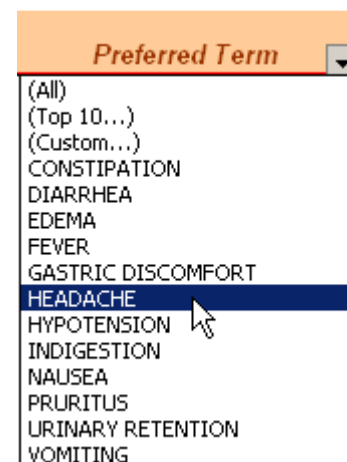 Preferred Term
(All)
(Top 10...)
(Custom...)
CONSTIPATION
DIARRHEA
EDEMA
FEVER
GASTRIC DISCOMFORT
HEADACHE
HYPOTENSION
INDIGESTION
NAUSEA
PRURITUS
URINARY RETENTION
VOMITING